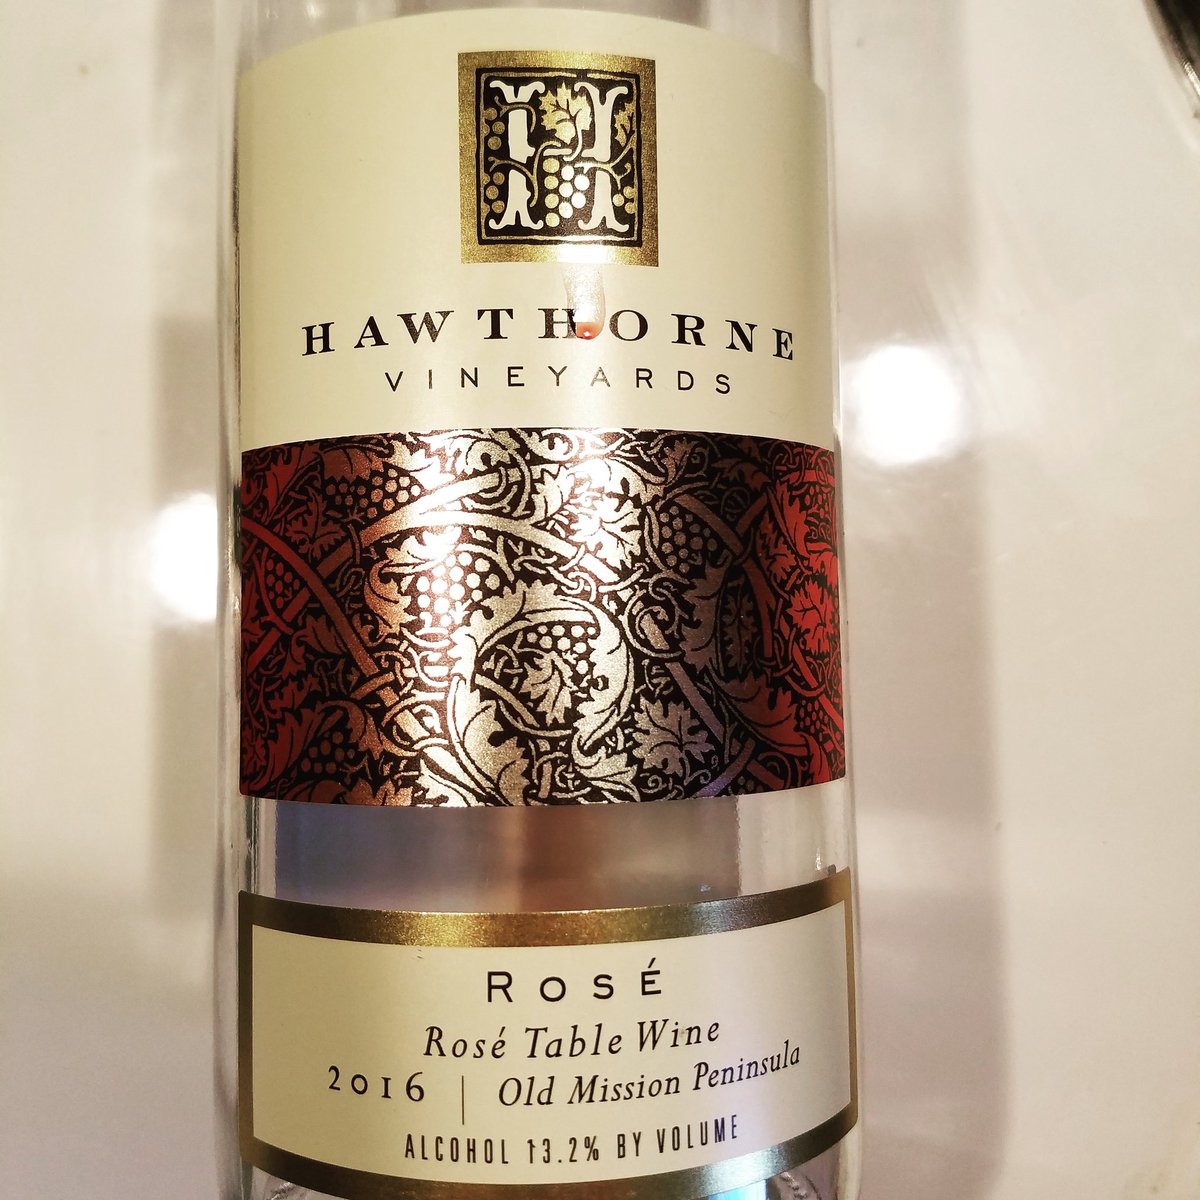 H
HAWTHORNE
VINEYARDS
ROSÉ
Rosé Table Wine
2016 | Old Mission Peninsula
ALCOHOL 13.2% BY VOLUME